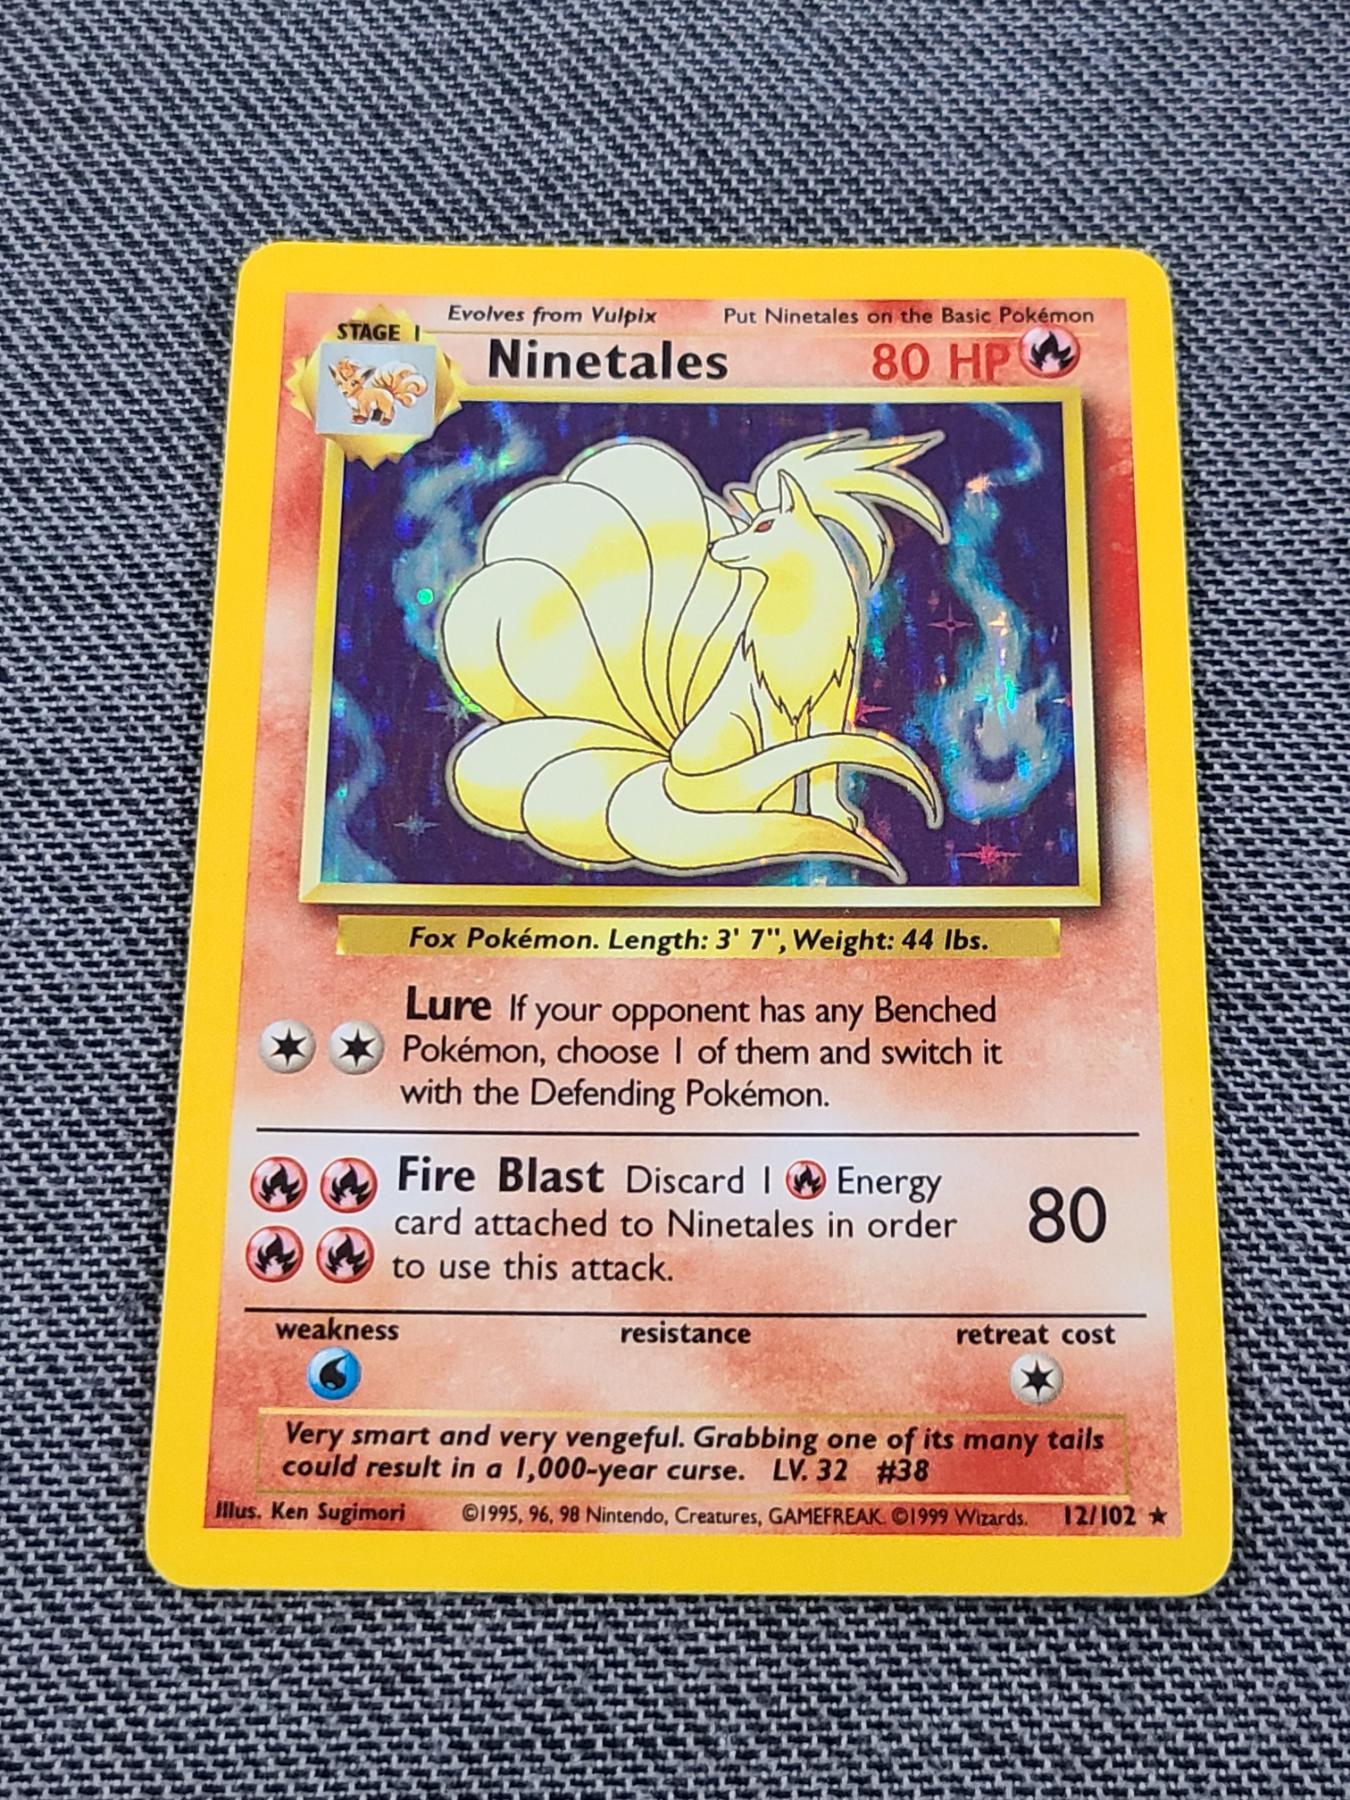 Evolves from Vulpix Put Ninetales on the Basic Pokémon
STAGE 1
Ninetales 80 HP
Fox Pokémon. Length: 3' 7", Weight: 44 lbs.
Lure If your opponent has any Benched
Pokémon, choose 1 of them and switch it
with the Defending Pokémon.
Fire Blast Discard 1 Energy
card attached to Ninetales in order
to use this attack.
80
weakness resistance retreat cost
Very smart and very vengeful. Grabbing one of its many tails
could result in a 1,000-year curse. LV. 32 #38
Illus. Ken Sugimori ©1995, 96, 98 Nintendo, Creatures, GAMEFREAK. ©1999 Wizards. 12/102 ★